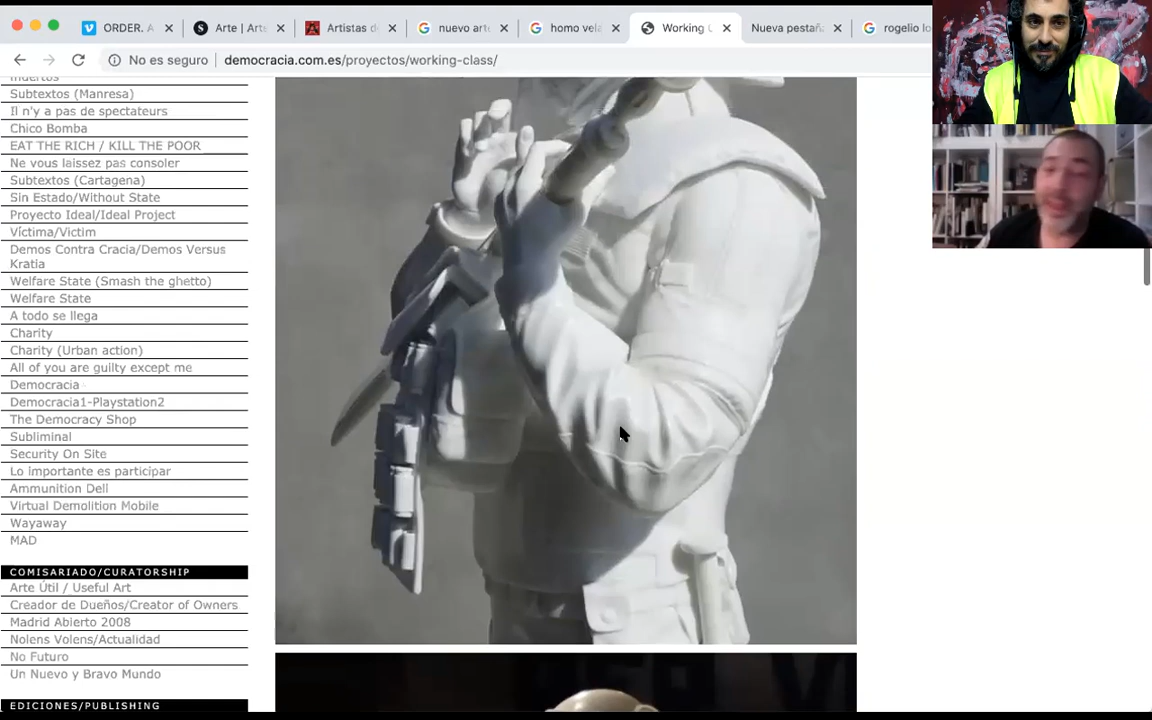 ORDER. A
Arte | Art
Artistas d
nuevo art
homo vela
Working C
Nueva pestañ
rogelio lo
No es seguro
democracia.com.es/proyectos/working-class/
muertos
Subtextos (Manresa)
Il n'y a pas de spectateurs
Chico Bomba
EAT THE RICH / KILL THE POOR
Ne vous laissez pas consoler
Subtextos (Cartagena)
Sin Estado/Without State
Proyecto Ideal/Ideal Project
Víctima/Victim
Demos Contra Cracia/Demos Versus
Kratia
Welfare State (Smash the ghetto)
Welfare State
A todo se llega
Charity
Charity (Urban action)
All of you are guilty except me
Democracia
Democracia1-Playstation2
The Democracy Shop
Subliminal
Security On Site
Lo importante es participar
Ammunition Dell
Virtual Demolition Mobile
Wayaway
MAD
COMISARIADO/CURATORSHIP
Arte Útil / Useful Art
Creador de Dueños/Creator of Owners
Madrid Abierto 2008
Nolens Volens/Actualidad
No Futuro
Un Nuevo y Bravo Mundo
EDICIONES/PUBLISHING